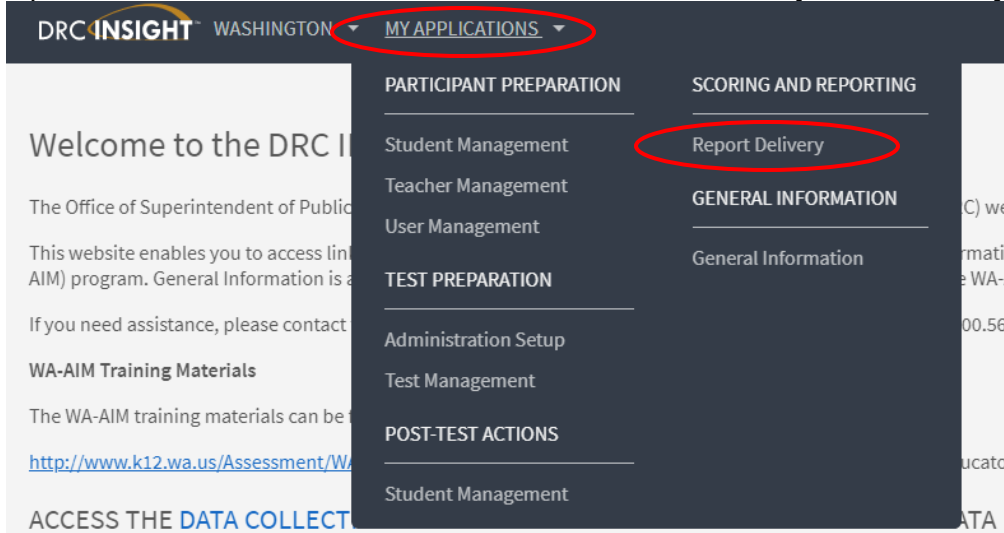 DRC INSIGHT WASHINGTON MY APPLICATIONS
PARTICIPANT PREPARATION
Student Management
Teacher Management
User Management
TEST PREPARATION
Administration Setup
Test Management
POST-TEST ACTIONS
Student Management
SCORING AND REPORTING
Report Delivery
GENERAL INFORMATION
General Information
Welcome to the DRC I
The Office of Superintendent of Public C) we
This website enables you to access link rmati
AIM) program. General Information is a WA-
If you need assistance, please contact 00.56
WA-AIM Training Materials
The WA-AIM training materials can be f
http://www.k12.wa.us/Assessment/WA ucato
ACCESS THE DATA COLLECT ATA